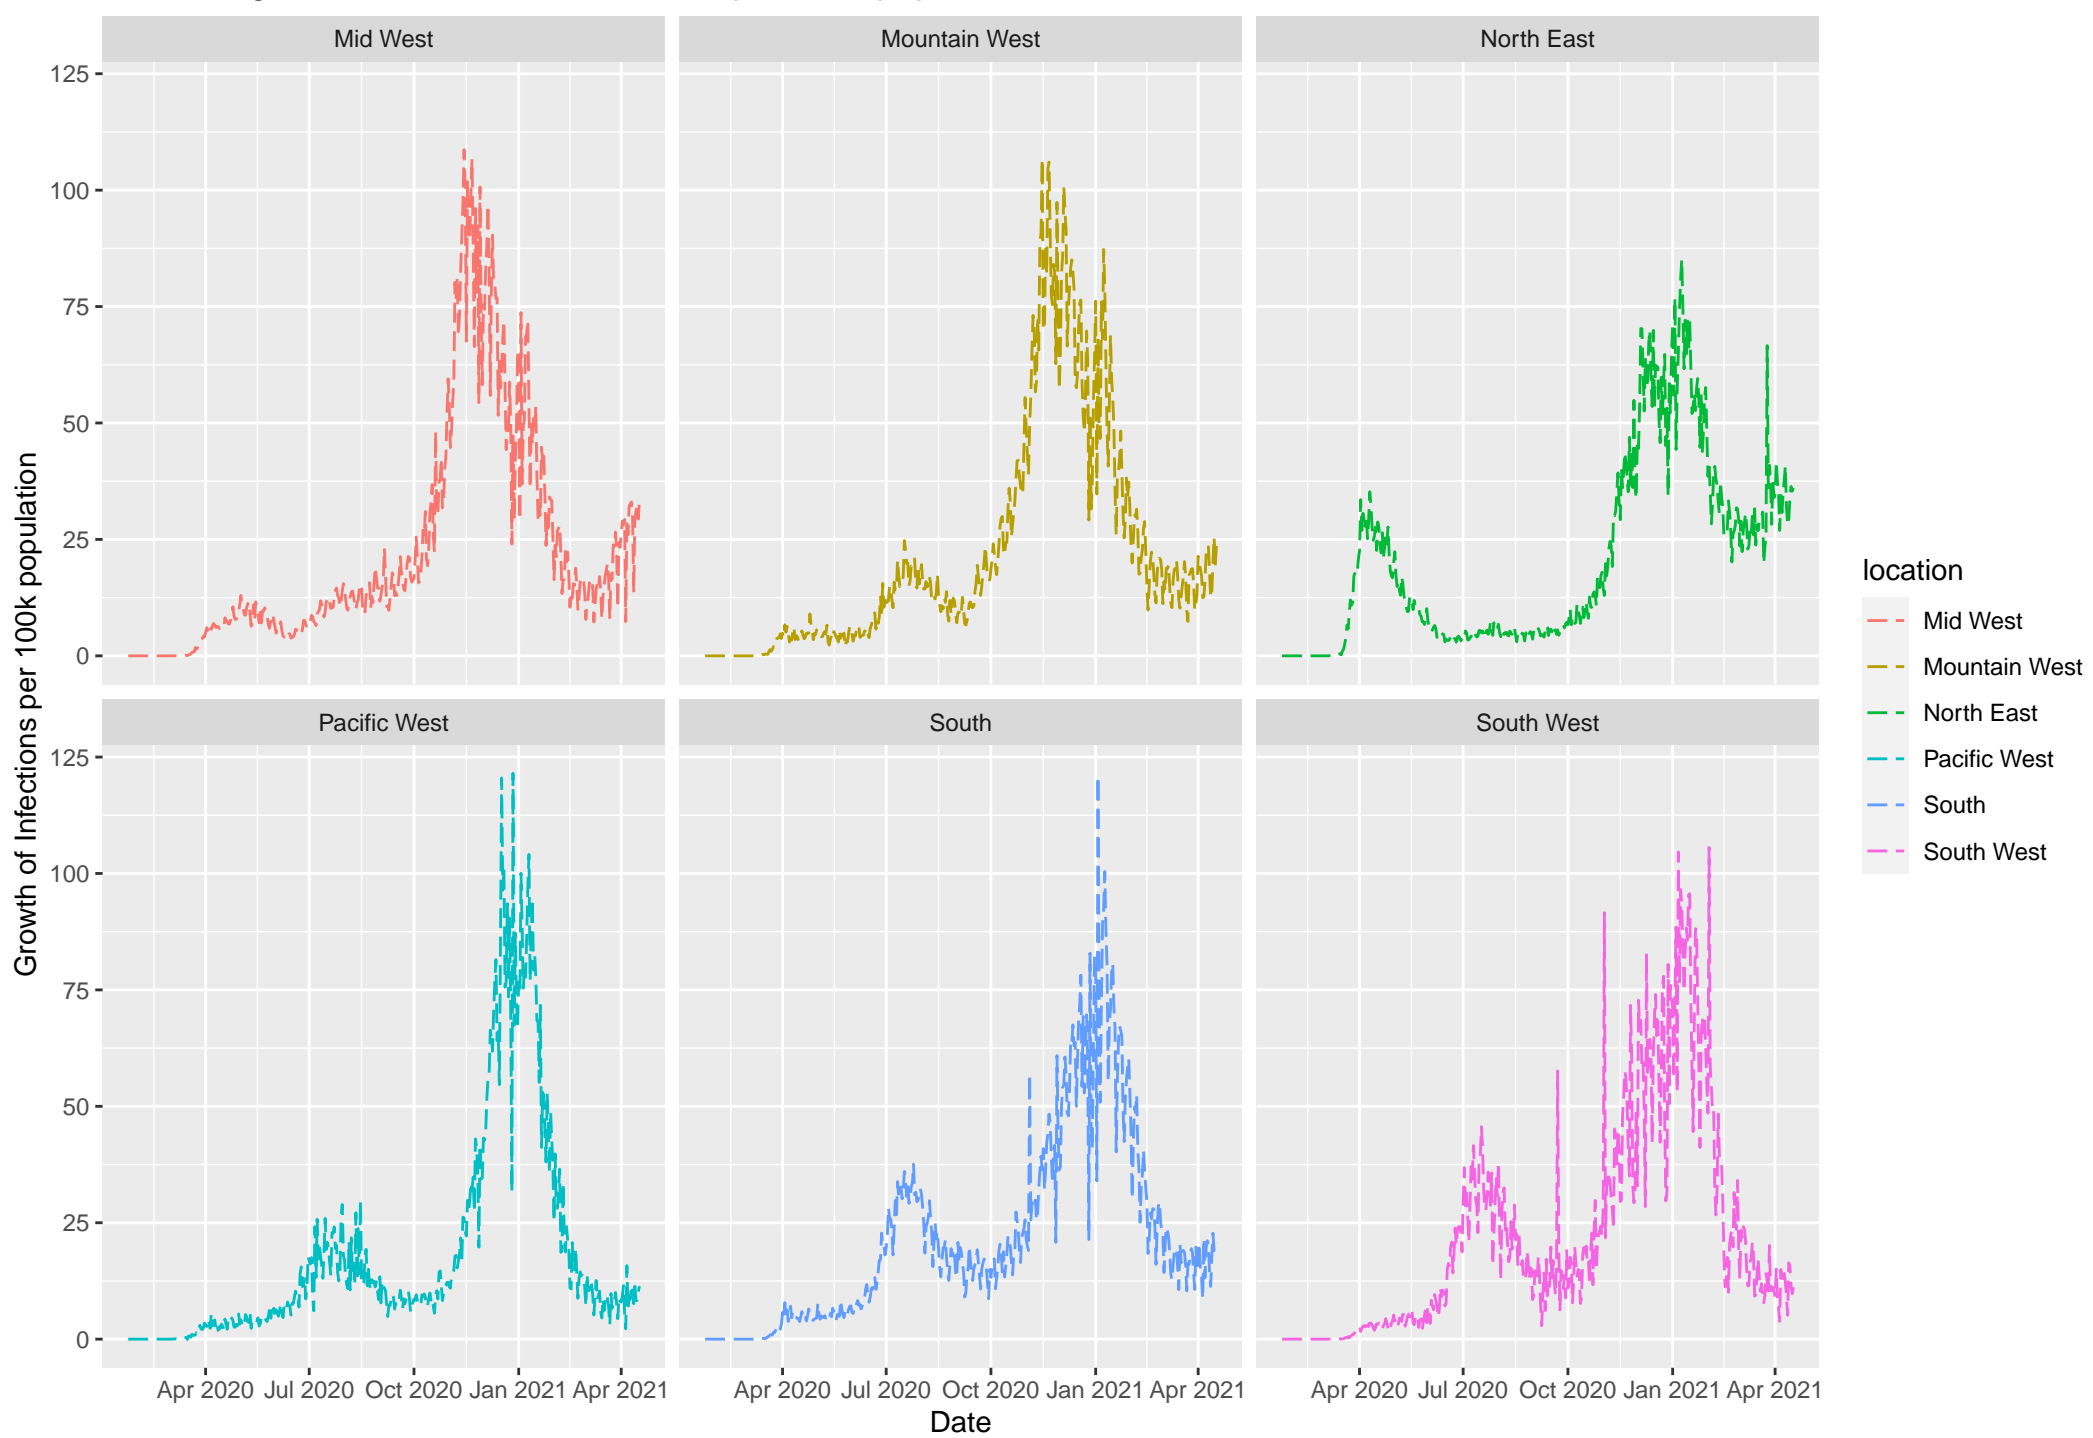 Mid West
Mountain West
North East
125
100
75
50
25
0
Pacific West
South
South West
125
100
75
50
25
0
Growth of Infections per 100k population
Apr 2020 Jul 2020 Oct 2020 Jan 2021 Apr 2021
Apr 2020 Jul 2020 Oct 2020 Jan 2021 Apr 2021
Apr 2020 Jul 2020 Oct 2020 Jan 2021 Apr 2021
Date
location
Mid West
Mountain West
North East
Pacific West
South
South West